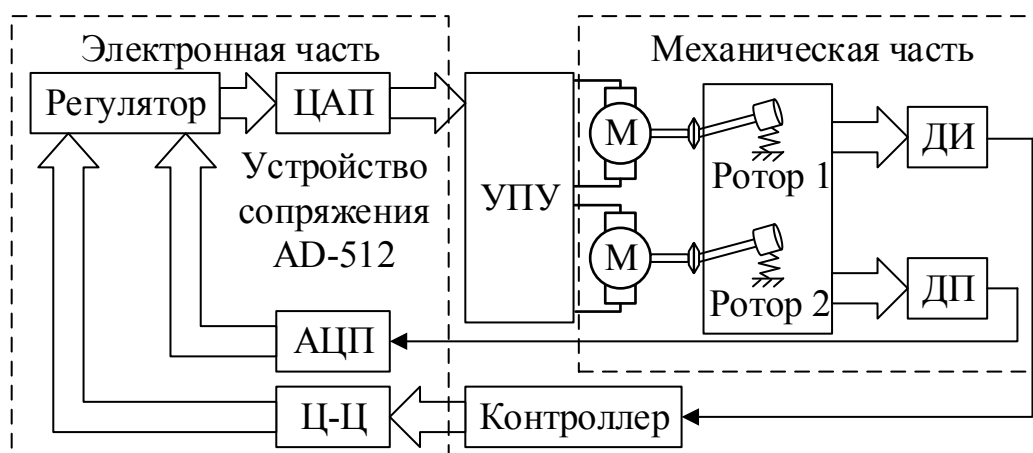 Электронная часть
Механическая часть
Регулятор
ЦАП
Устройство
сопряжения
AD-512
УПУ
М
Ротор 1
ДИ
М
Ротор 2
ДП
АЦП
Ц-Ц
Контроллер